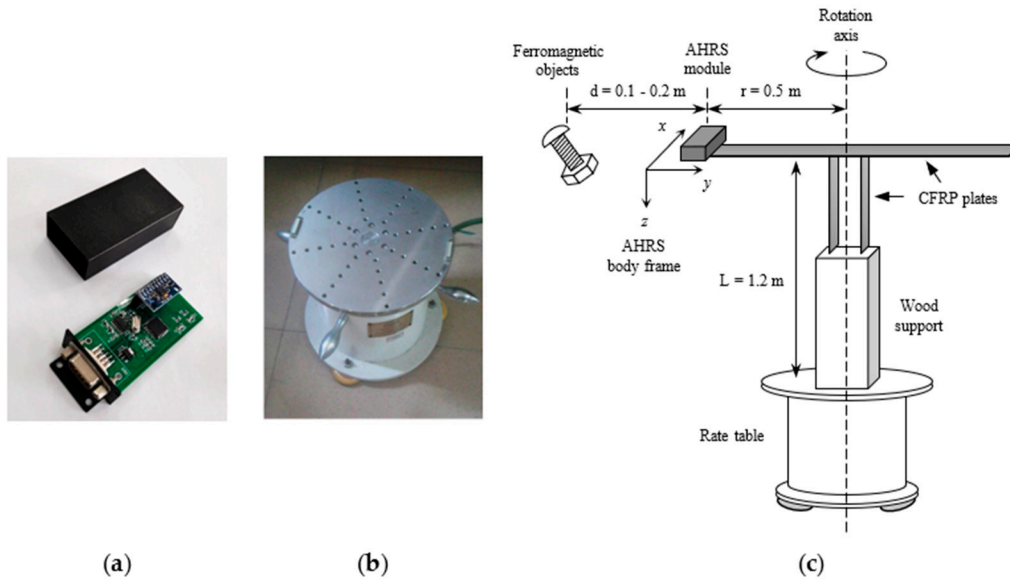 Rotation
axis
Ferromagnetic
objects
AHRS
module
d = 0.1 - 0.2 m
r = 0.5 m
x
y
z
CFRP plates
AHRS
body frame
L = 1.2 m
Wood
support
Rate table
(a)
(b)
(c)